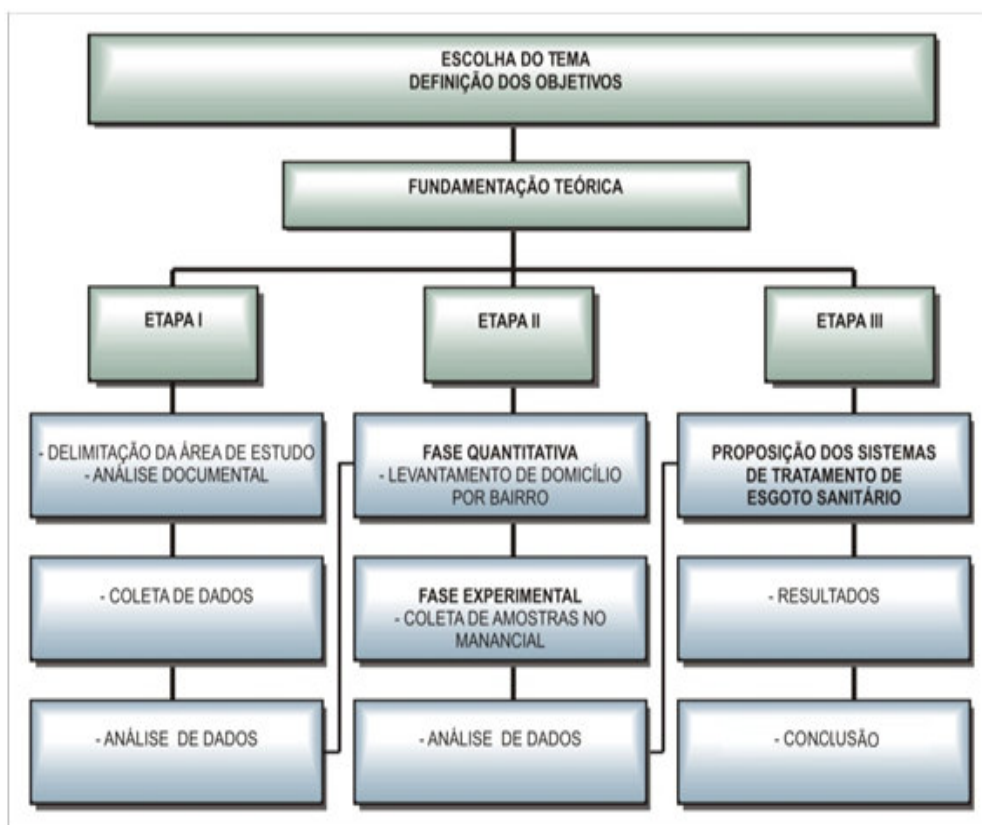 ESCOLHA DO TEMA
DEFINIÇÃO DOS OBJETIVOS
FUNDAMENTAÇÃO TEÓRICA
ETAPA I
ETAPA II
ETAPA III
- DELIMITAÇÃO DA ÁREA DE ESTUDO
- ANÁLISE DOCUMENTAL
- COLETA DE DADOS
- ANÁLISE DE DADOS
FASE QUANTITATIVA
- LEVANTAMENTO DE DOMICÍLIO
POR BAIRRO
FASE EXPERIMENTAL
- COLETA DE AMOSTRAS NO
MANANCIAL
- ANÁLISE DE DADOS
PROPOSIÇÃO DOS SISTEMAS
DE TRATAMENTO DE
ESGOTO SANITÁRIO
- RESULTADOS
- CONCLUSÃO